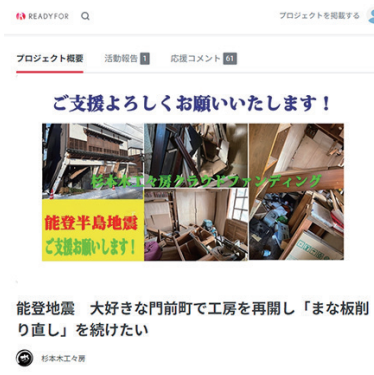 READYFOR プロジェクトを掲載する
プロジェクト概要 活動報告 1 応援コメント 61
ご支援よろしくお願いいたします！
杉本木工々房クラウドファンディング
能登半島地震
ご支援お願いします！
能登地震 大好きな門前町で工房を再開し「まな板削
り直し」を続けたい
杉本木工々房